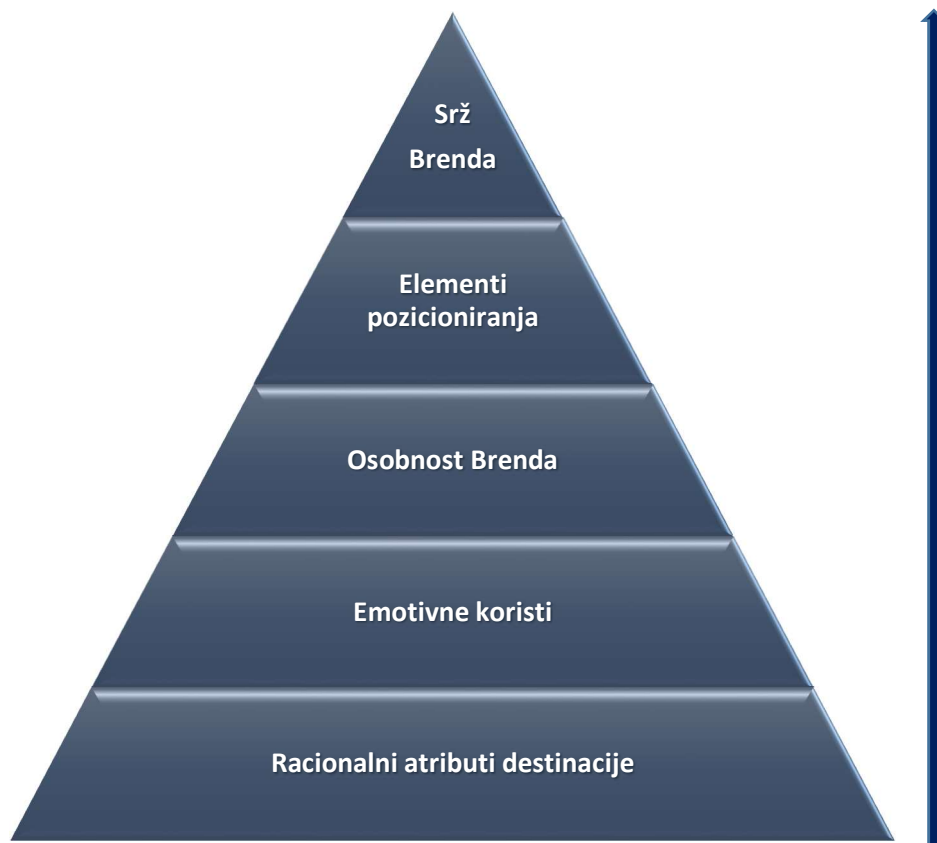 Srž
Brenda
Elementi
pozicioniranja
Osobnost Brenda
Emotivne koristi
Racionalni atributi destinacije